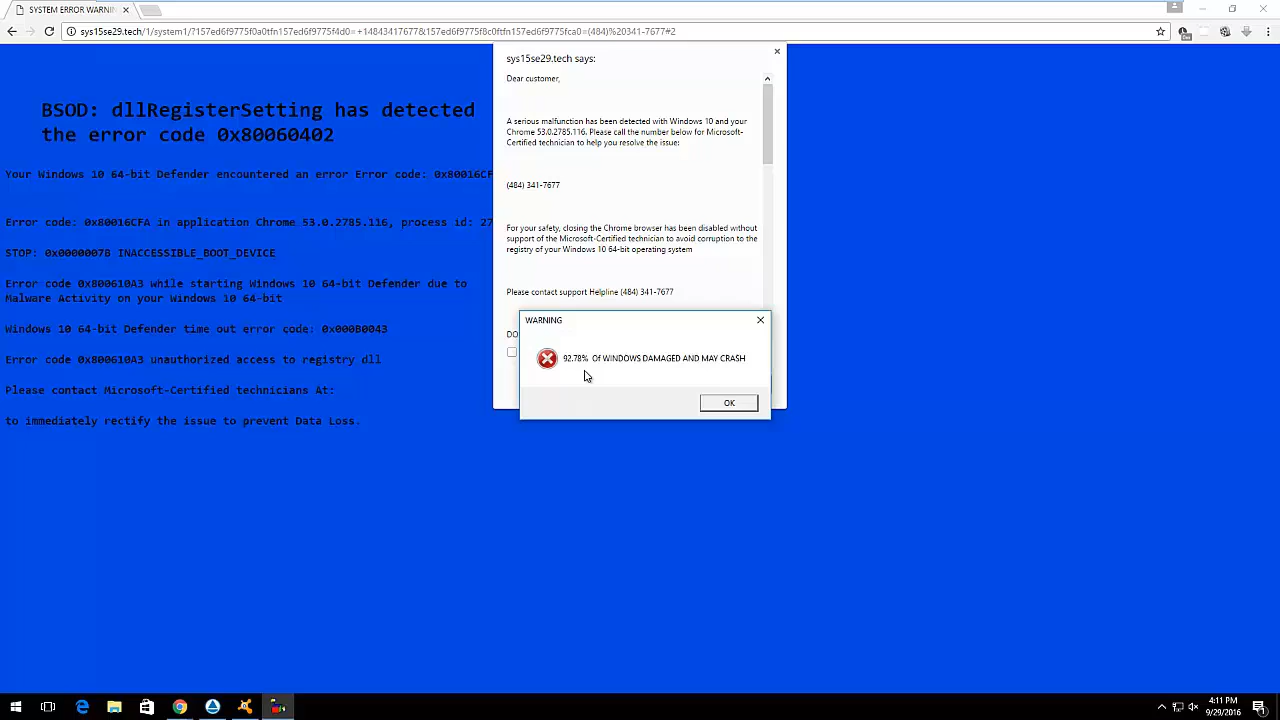 SYSTEM ERROR WARNIN
sys15se29.tech/1/system1/?157ed6f9775f0a0tfn157ed6f9775f4d0=+14843417677&157ed6f9775f8c0ftfn157ed6f9775fca0=(484)%20341-7677#2
BSOD: dllRegisterSetting has detected
the error code 0x80060402
Your Windows 10 64-bit Defender encountered an error Error code: 0x80016CF
Error code: 0x80016CFA in application Chrome 53.0.2785.116, process id: 27
STOP: 0x0000007B INACCESSIBLE_BOOT_DEVICE
Error code 0x800610A3 while starting Windows 10 64-bit Defender due to
Malware Activity on your Windows 10 64-bit
Windows 10 64-bit Defender time out error code: 0x000B0043
Error code 0x800610A3 unauthorized access to registry dll
Please contact Microsoft-Certified technicians At:
to immediately rectify the issue to prevent Data Loss.
sys15se29.tech says:
Dear customer,
A serious malfunction has been detected with Windows 10 and your
Chrome 53.0.2785.116. Please call the number below for Microsoft-
Certified technician to help you resolve the issue:
(484) 341-7677
For your safety, closing the Chrome browser has been disabled without
support of the Microsoft-Certified technician to avoid corruption to the
registry of your Windows 10 64-bit operating system
Please contact support Helpline (484) 341-7677
DO
WARNING
92.78% OF WINDOWS DAMAGED AND MAY CRASH
OK
4:11 PM
9/29/2016